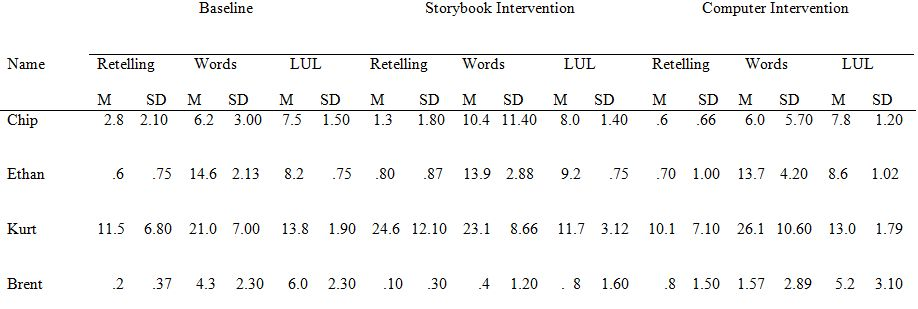 Baseline Storybook Intervention Computer Intervention
Name Retelling Words LUL Retelling Words LUL Retelling Words LUL
M SD M SD M SD M SD M SD M SD M SD M SD M SD
Chip 2.8 2.10 6.2 3.00 7.5 1.50 1.3 1.80 10.4 11.40 8.0 1.40 .6 .66 6.0 5.70 7.8 1.20
Ethan .6 .75 14.6 2.13 8.2 .75 .80 .87 13.9 2.88 9.2 .75 .70 1.00 13.7 4.20 8.6 1.02
Kurt 11.5 6.80 21.0 7.00 13.8 1.90 24.6 12.10 23.1 8.66 11.7 3.12 10.1 7.10 26.1 10.60 13.0 1.79
Brent .2 .37 4.3 2.30 6.0 2.30 .10 .30 .4 1.20 . 8 1.60 .8 1.50 1.57 2.89 5.2 3.10